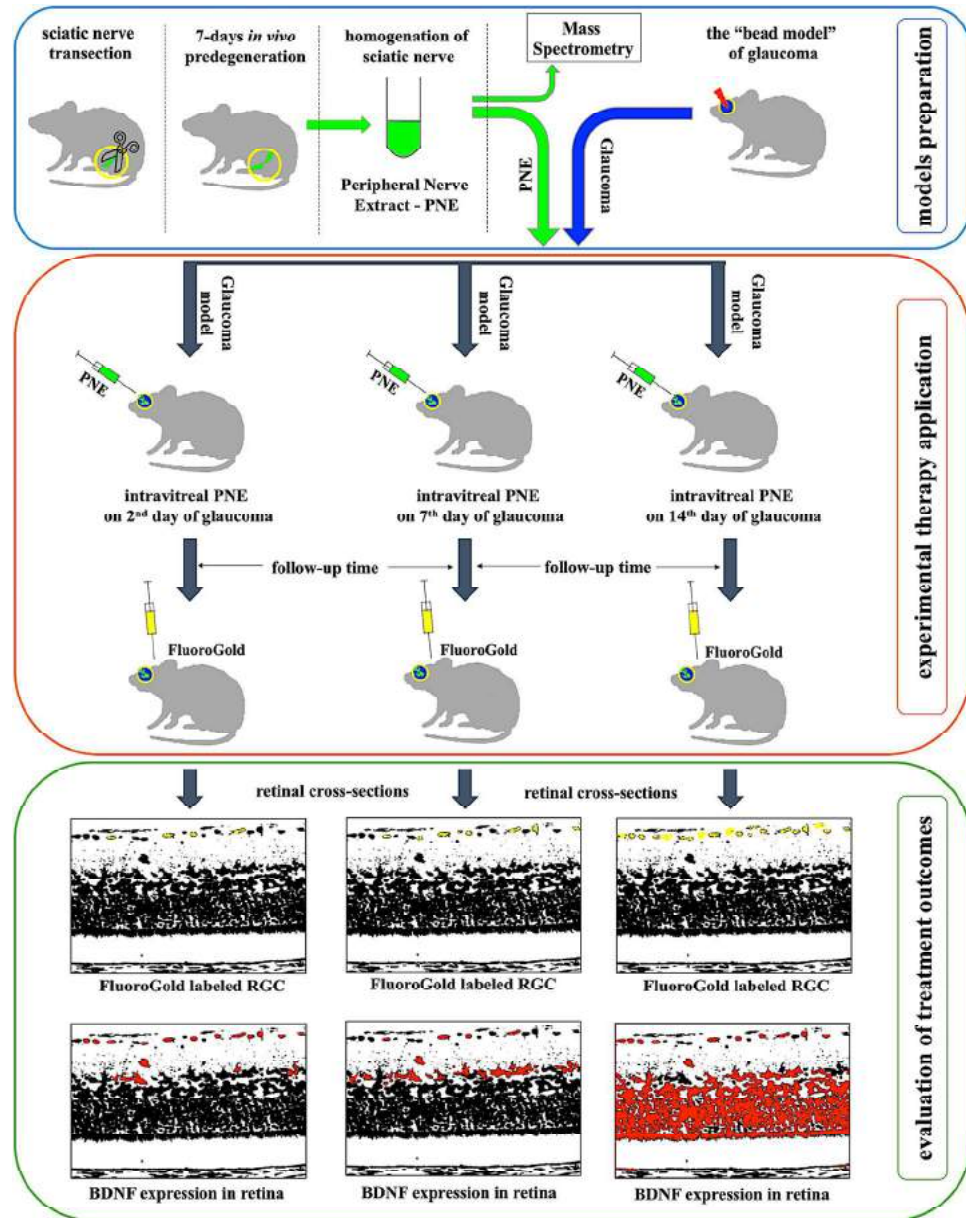 sciatic nerve
transection
7-days in vivo
predegeneration
homogenation of
sciatic nerve
Peripheral Nerve
Extract - PNE
Mass
Spectrometry
PNE
Glaucoma
the “bead model”
of glaucoma
models preparation
Glaucoma
model
Glaucoma
model
Glaucoma
model
PNE
PNE
PNE
intravitreal PNE
on 2nd day of glaucoma
intravitreal PNE
on 7th day of glaucoma
intravitreal PNE
on 14th day of glaucoma
follow-up time
follow-up time
FluoroGold
FluoroGold
FluoroGold
experimental therapy application
retinal cross-sections
retinal cross-sections
FluoroGold labeled RGC
FluoroGold labeled RGC
FluoroGold labeled RGC
BDNF expression in retina
BDNF expression in retina
BDNF expression in retina
evaluation of treatment outcomes